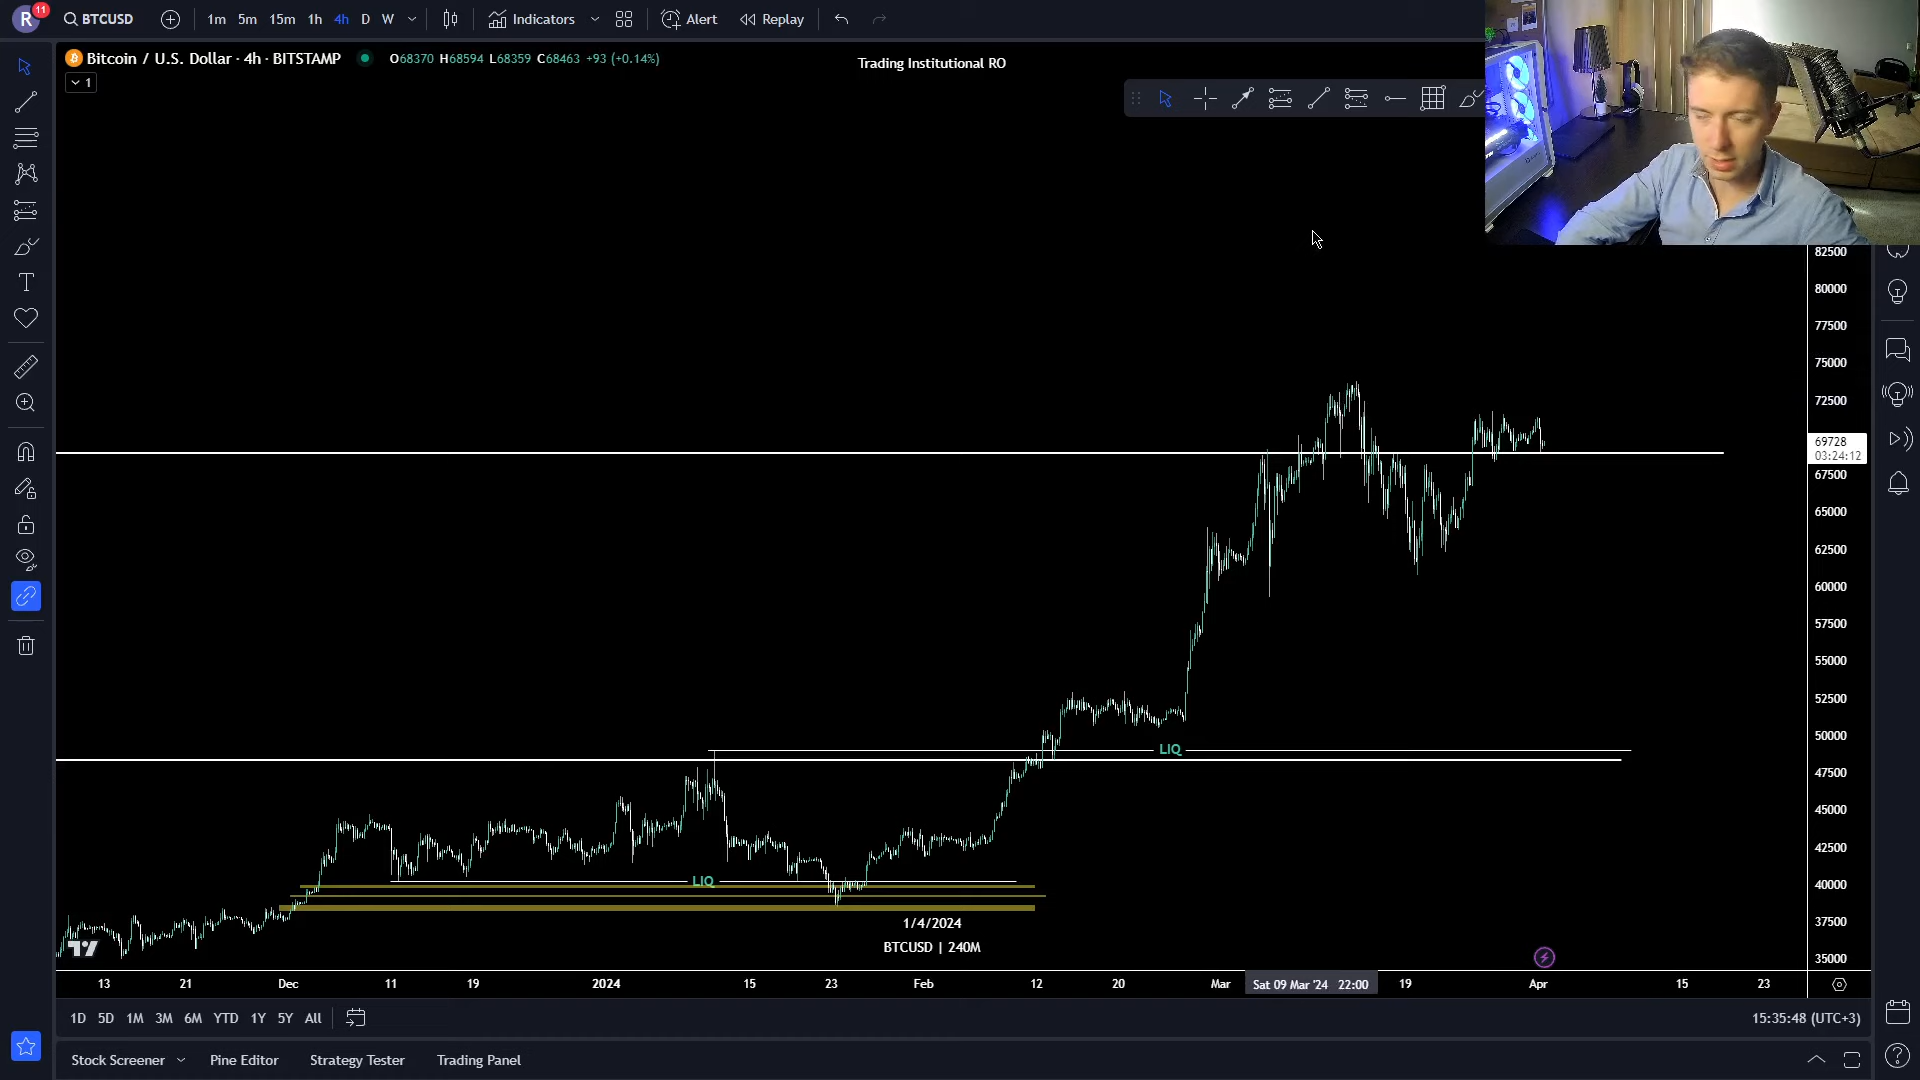 R 11 BTCUSD 1m 5m 15m 1h 4h D W Indicators Alert Replay
Bitcoin / U.S. Dollar · 4h · BITSTAMP O68370 H68594 L68359 C68463 +93 (+0.14%)
1
Trading Institutional RO
82500
80000
77500
75000
72500
69728
03:24:12
67500
65000
62500
60000
57500
55000
52500
50000
LIQ
47500
45000
42500
LIQ
40000
37500
35000
1/4/2024
BTCUSD | 240M
13 21 Dec 11 19 2024 15 23 Feb 12 20 Mar Sat 09 Mar '24 22:00 19 Apr 15 23
1D 5D 1M 3M 6M YTD 1Y 5Y All 15:35:48 (UTC+3)
Stock Screener Pine Editor Strategy Tester Trading Panel